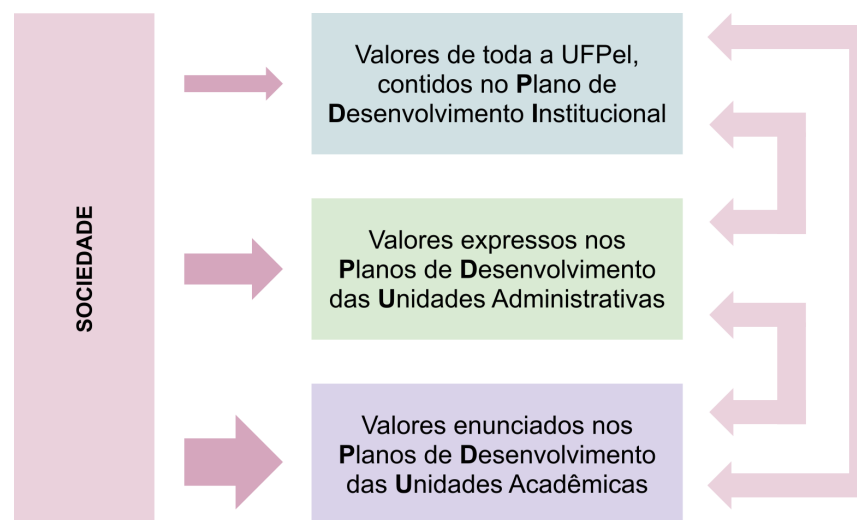 SOCIEDADE
Valores de toda a UFPel,
contidos no Plano de
Desenvolvimento Institucional
Valores expressos nos
Planos de Desenvolvimento
das Unidades Administrativas
Valores enunciados nos
Planos de Desenvolvimento
das Unidades Acadêmicas